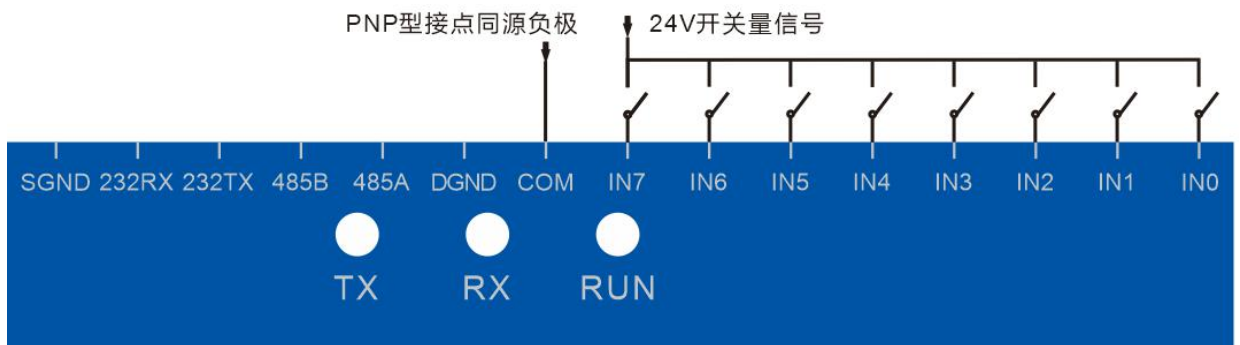 PNP型接点同源负极 24V开关量信号
SGND 232RX 232TX 485B 485A DGND COM IN7 IN6 IN5 IN4 IN3 IN2 IN1 IN0
TX RX RUN